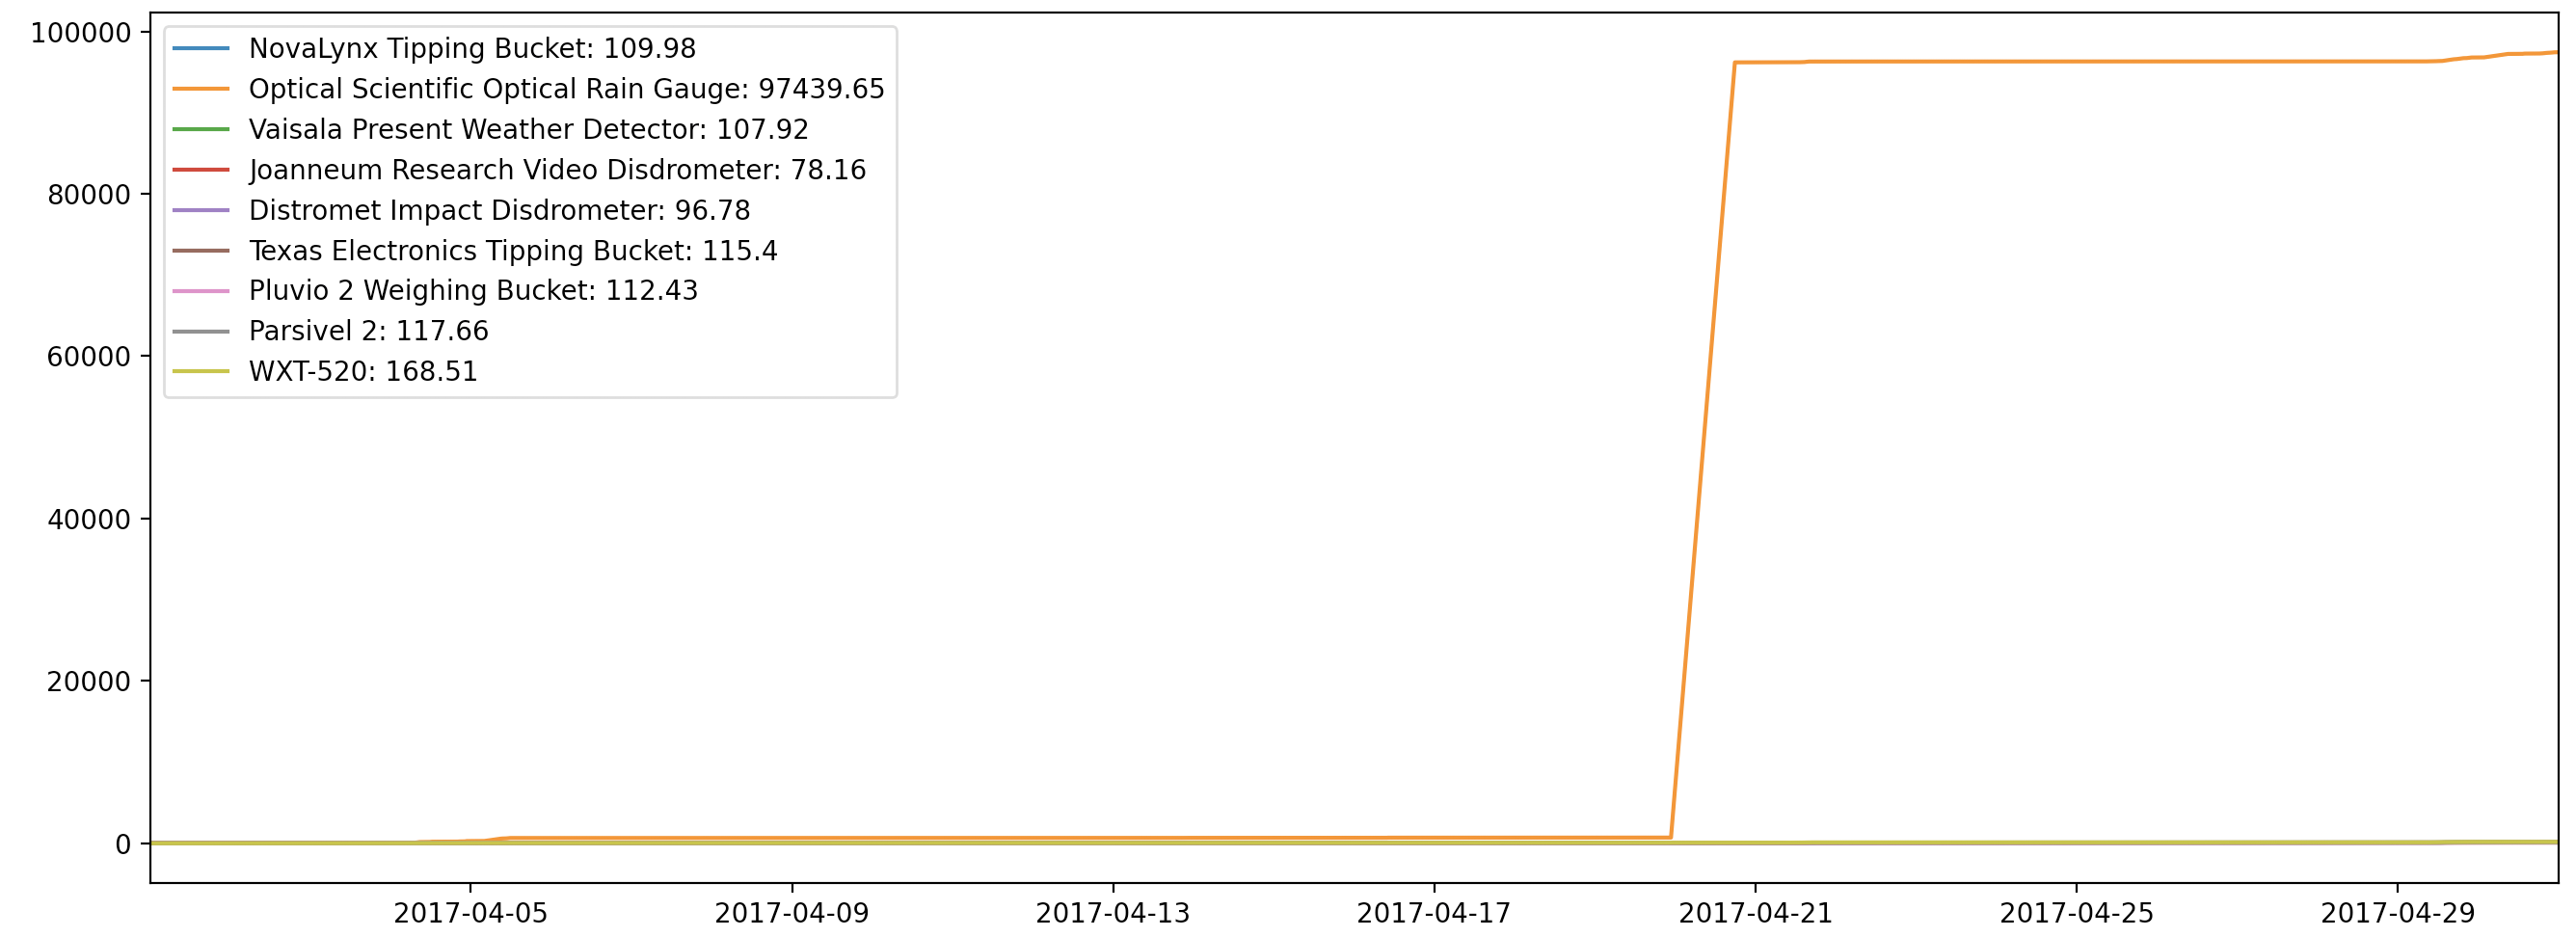 100000
80000
60000
40000
20000
0
NovaLynx Tipping Bucket: 109.98
Optical Scientific Optical Rain Gauge: 97439.65
Vaisala Present Weather Detector: 107.92
Joanneum Research Video Disdrometer: 78.16
Distromet Impact Disdrometer: 96.78
Texas Electronics Tipping Bucket: 115.4
Pluvio 2 Weighing Bucket: 112.43
Parsivel 2: 117.66
WXT-520: 168.51
2017-04-05 2017-04-09 2017-04-13 2017-04-17 2017-04-21 2017-04-25 2017-04-29